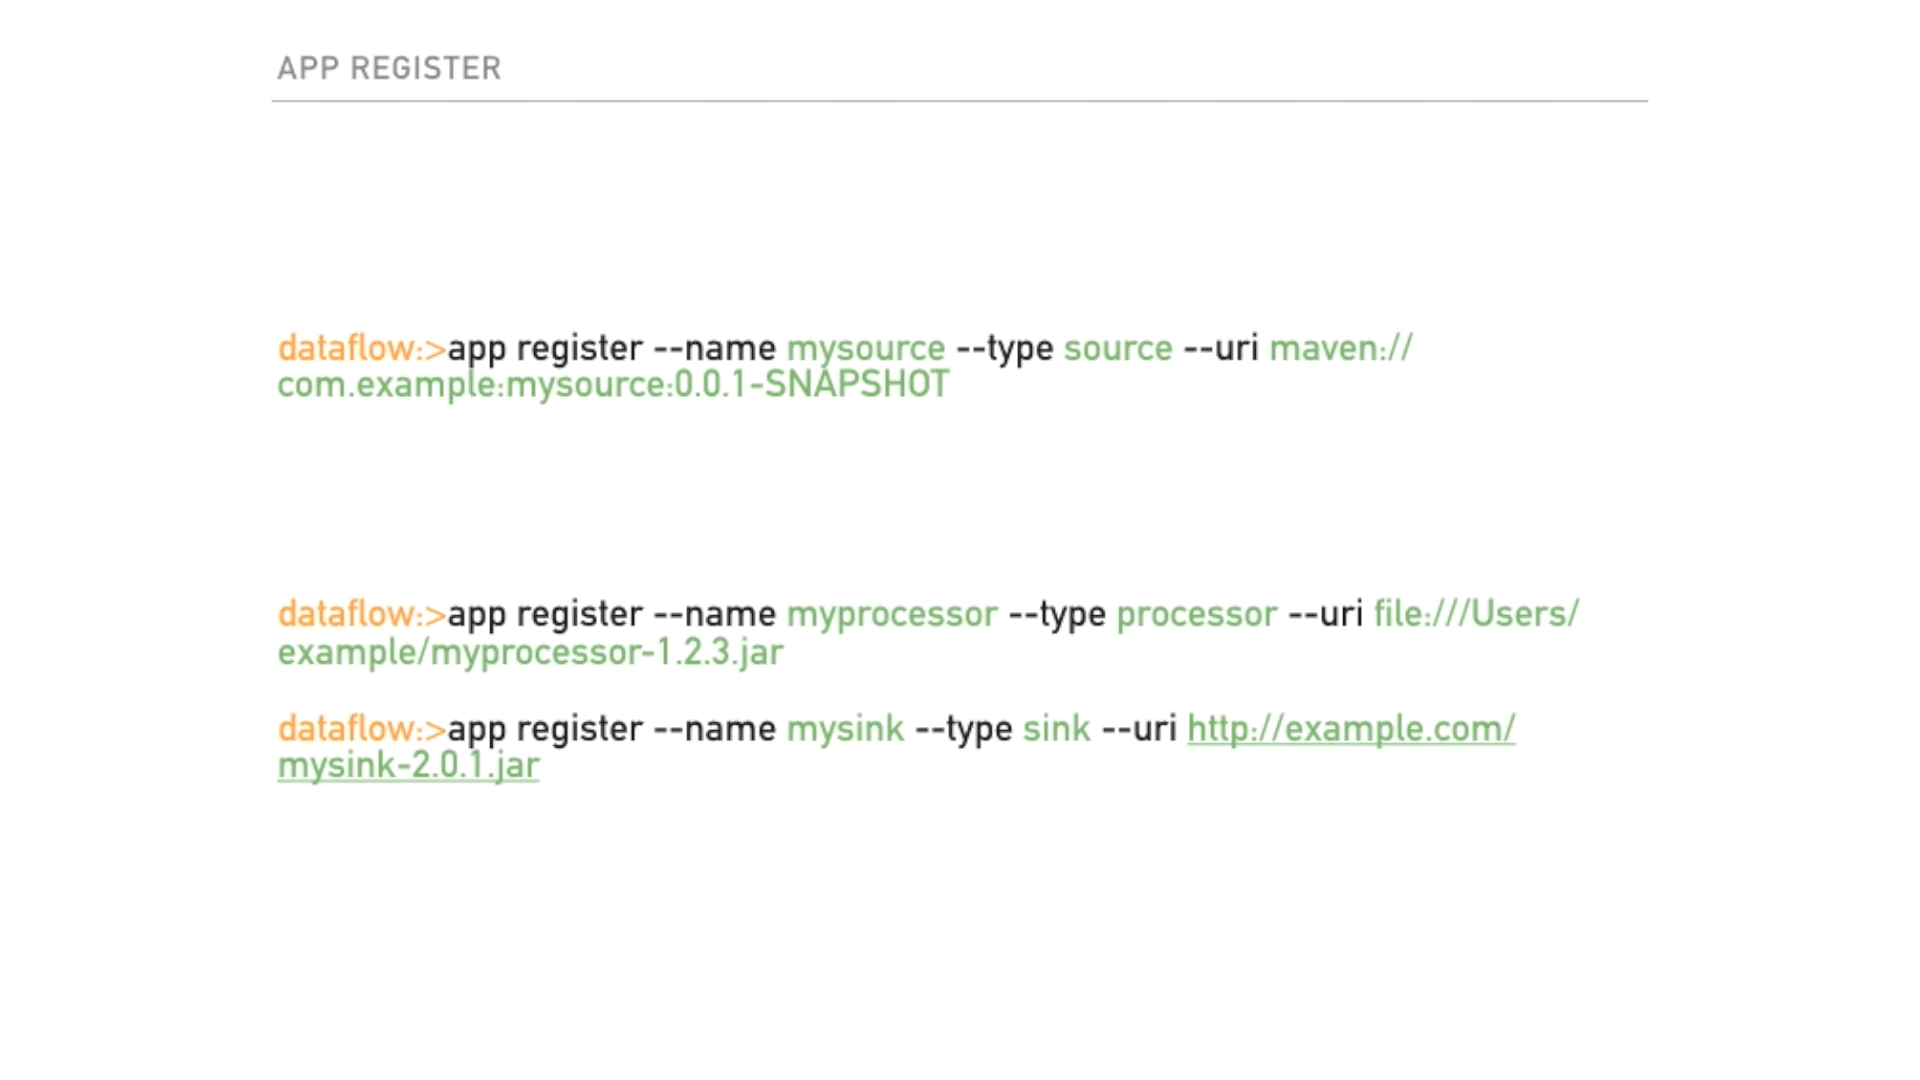 APP REGISTER
dataflow:>app register --name mysource --type source --uri maven://
com.example:mysource:0.0.1-SNAPSHOT
dataflow:>app register --name myprocessor --type processor --uri file:///Users/
example/myprocessor-1.2.3.jar
dataflow:>app register --name mysink --type sink --uri http://example.com/
mysink-2.0.1.jar